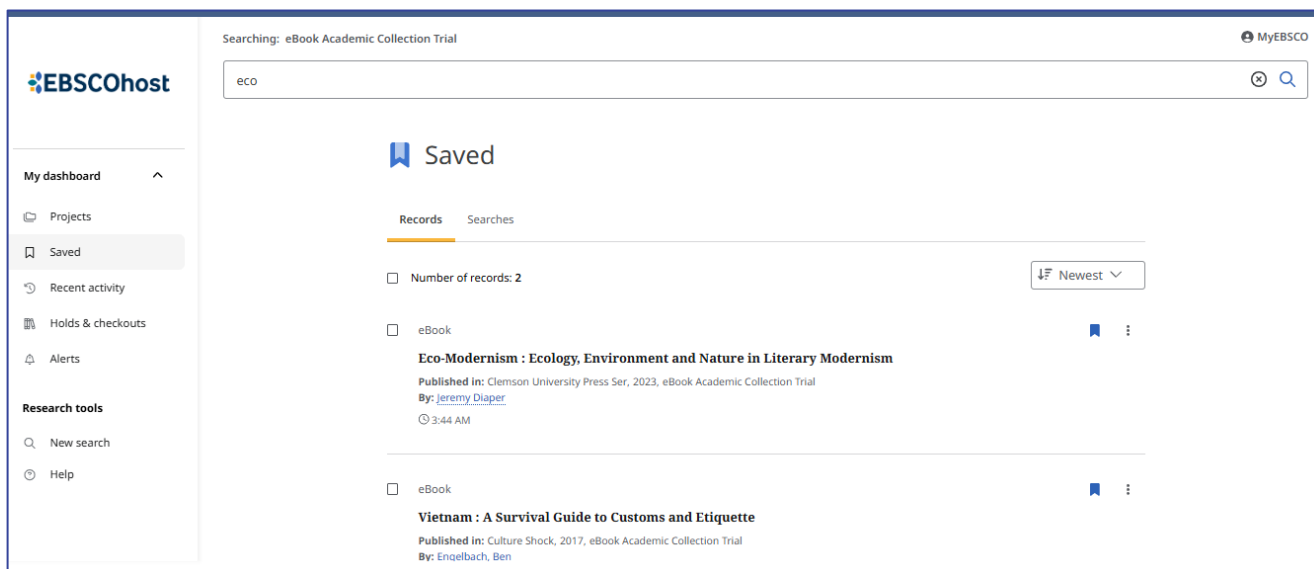 Searching: eBook Academic Collection Trial
MyEBSCO
EBSCOhost
eco
My dashboard
Projects
Saved
Recent activity
Holds & checkouts
Alerts
Research tools
New search
Help
Saved
Records Searches
Number of records: 2
Newest
eBook
Eco-Modernism : Ecology, Environment and Nature in Literary Modernism
Published in: Clemson University Press Ser, 2023, eBook Academic Collection Trial
By: Jeremy Diaper
3:44 AM
eBook
Vietnam : A Survival Guide to Customs and Etiquette
Published in: Culture Shock, 2017, eBook Academic Collection Trial
By: Engelbach, Ben